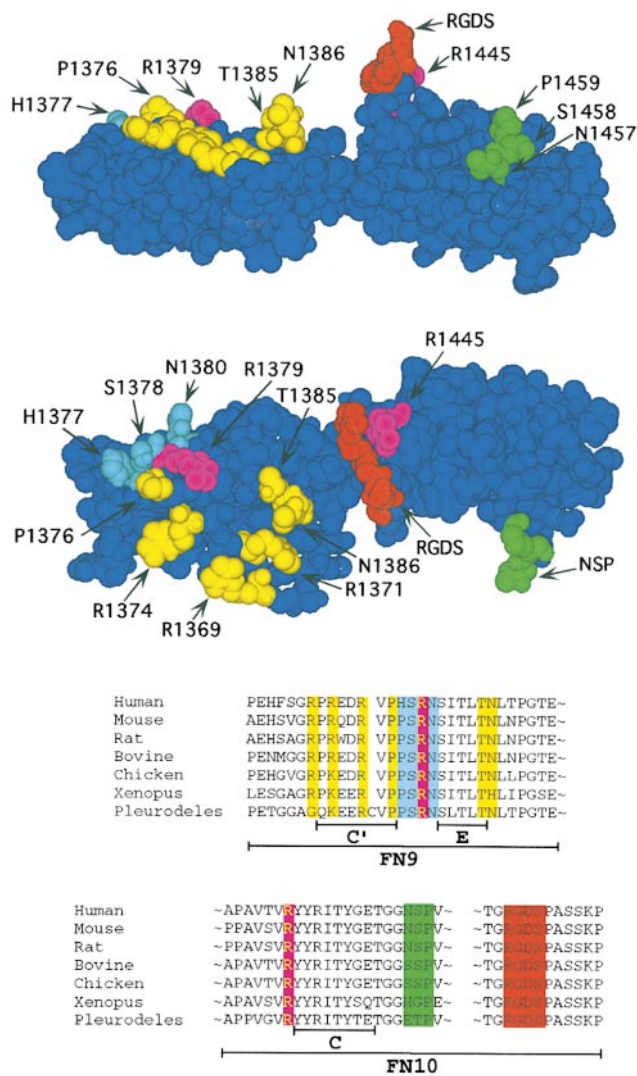 RGDS
N1386
P1376
R1379
T1385
R1445
P1459
H1377
S1458
N1457
R1445
N1380
R1379
S1378
T1385
H1377
P1376
N1386
RGDS
NSP
R1374
R1371
R1369
Human PEHFSGRPREDR VPHSRNSITLTNLTPGTE~
Mouse AEHSVGRPRQDR VPPSRNSITLTNLNPGTE~
Rat AEHSAGRPRWDR VPPSRNSITLTNLNPGTE~
Bovine PENMGGRPREDR VPPSRNSITLTNLNPGTE~
Chicken PEHGVGRPKEDR VPPSRNSITLTNLLPGTE~
Xenopus LESGAGRPKEER VPPSRNSITLTHLIPGSE~
Pleurodeles PETGGAGQKEERCVPPSRNSLTLTNLTPGTE~
C' E
FN9
Human ~APAVTVRYYRITYGETGGNSPV~ ~TGRGDSPASSKP
Mouse ~PPAVSVRYYRITYGETGGNSPV~ ~TGRGDSPASSKP
Rat ~PPAVSVRYYRITYGETGGNSPV~ ~TGRGDSPASSKP
Bovine ~APAVTVRYYRITYGETGGSSPV~ ~TGRGDSPASSKP
Chicken ~APAVTVRYYRITYGETGGSSPV~ ~TGRGDSPASSKP
Xenopus ~APAVSVRYYRITYSQTGGHGPE~ ~TGRGDSPASSKP
Pleurodeles ~APPVGVRYYRITYTETGGETPV~ ~TGRGDSPASSKP
C
FN10